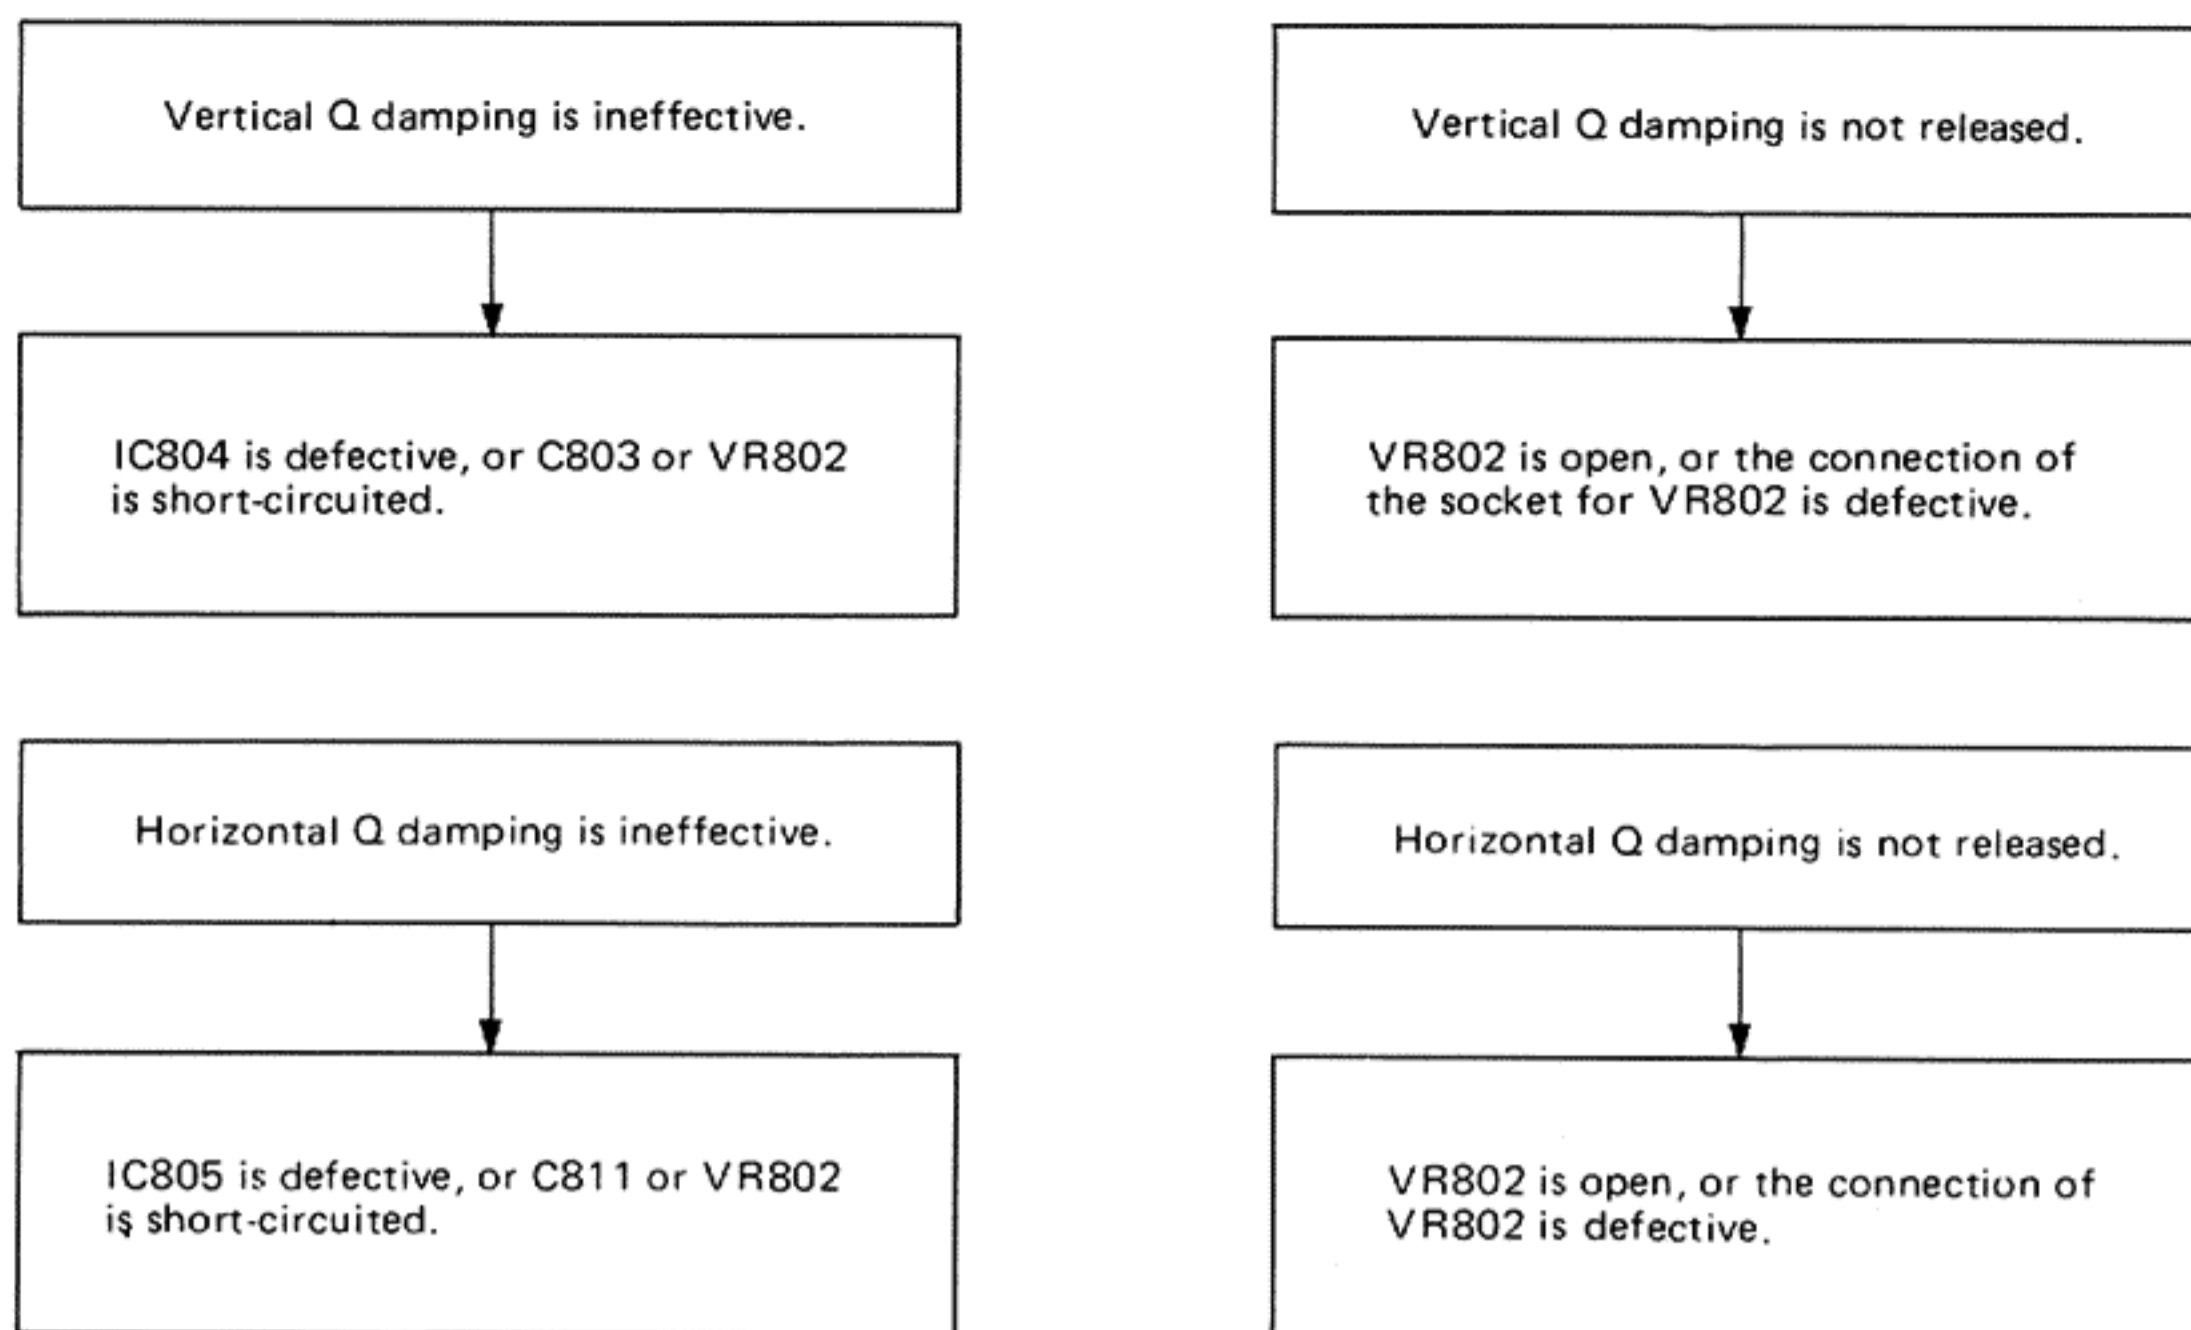 Vertical Q damping is ineffective.
IC804 is defective, or C803 or VR802
is short-circuited.
Vertical Q damping is not released.
VR802 is open, or the connection of
the socket for VR802 is defective.
Horizontal Q damping is ineffective.
IC805 is defective, or C811 or VR802
is short-circuited.
Horizontal Q damping is not released.
VR802 is open, or the connection of
VR802 is defective.